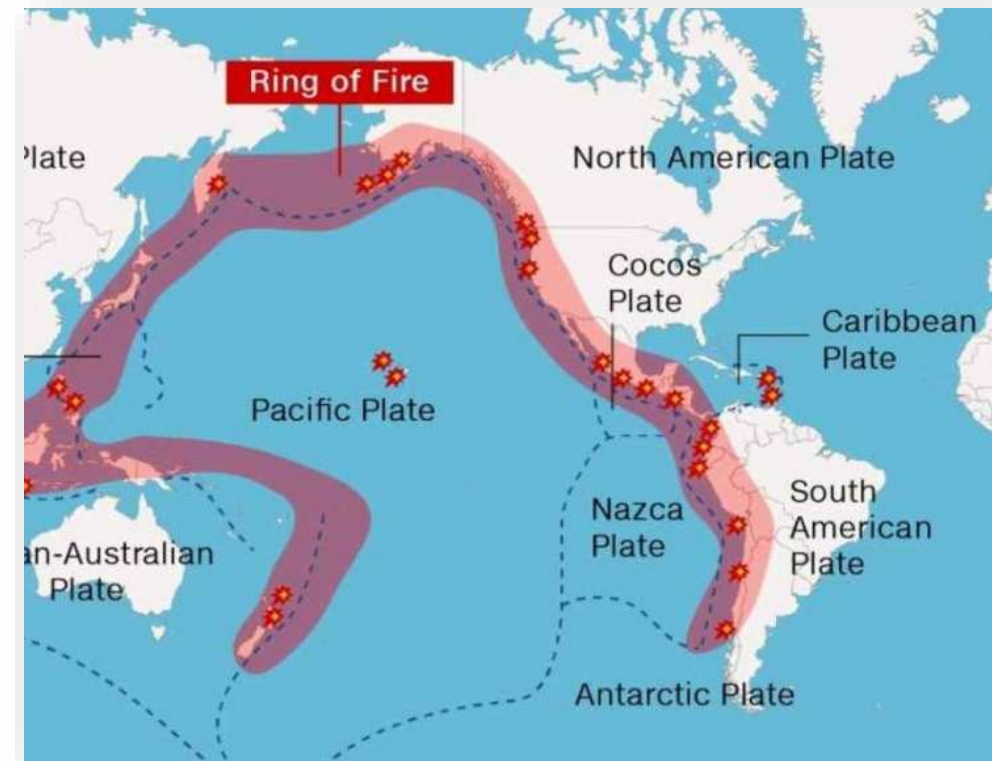 Ring of Fire
Plate
North American Plate
Cocos
Plate
Caribbean
Plate
Pacific Plate
Nazca
Plate
South
American
Plate
an-Australian
Plate
Antarctic Plate